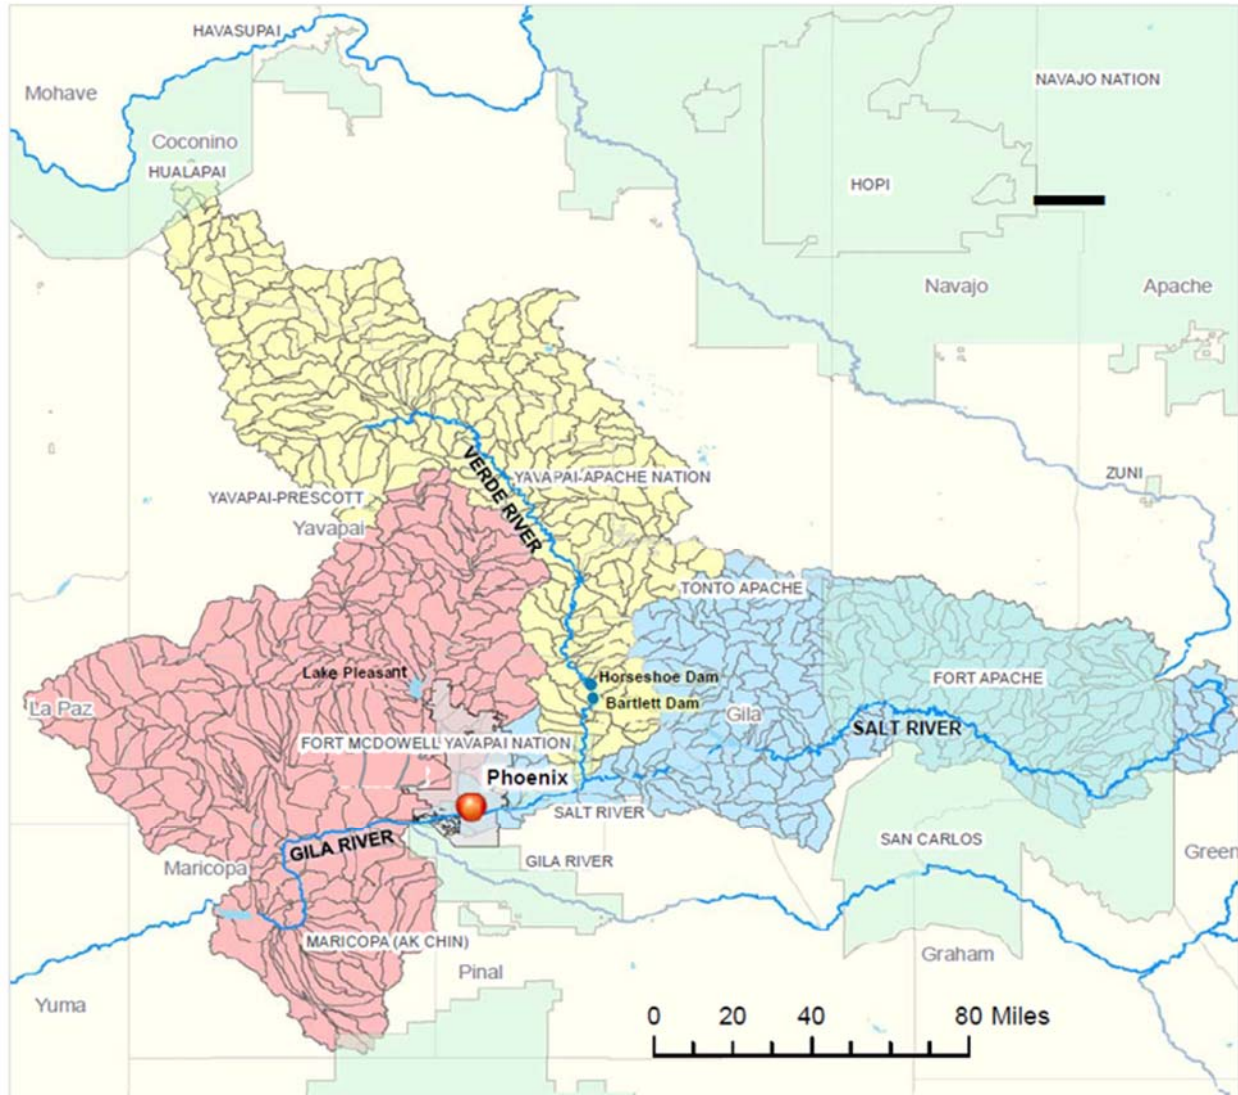 HAVASUPAI
Mohave
NAVAJO NATION
Coconino
HUALAPAI
HOPI
Navajo
Apache
VERDE RIVER
YAVAPAI-APACHE NATION
ZUNI
YAVAPAI-PRESCOTT
Yavapai
TONTO APACHE
Lake Pleasant
Horseshoe Dam
FORT APACHE
Bartlett Dam
La Paz
Gila
SALT RIVER
FORT MCDOWELL YAVAPAI NATION
Phoenix
SALT RIVER
GILA RIVER
SAN CARLOS
Green
GILA RIVER
Maricopa
MARICOPA (AK CHIN)
Graham
Pinal
Yuma
0 20 40 80 Miles